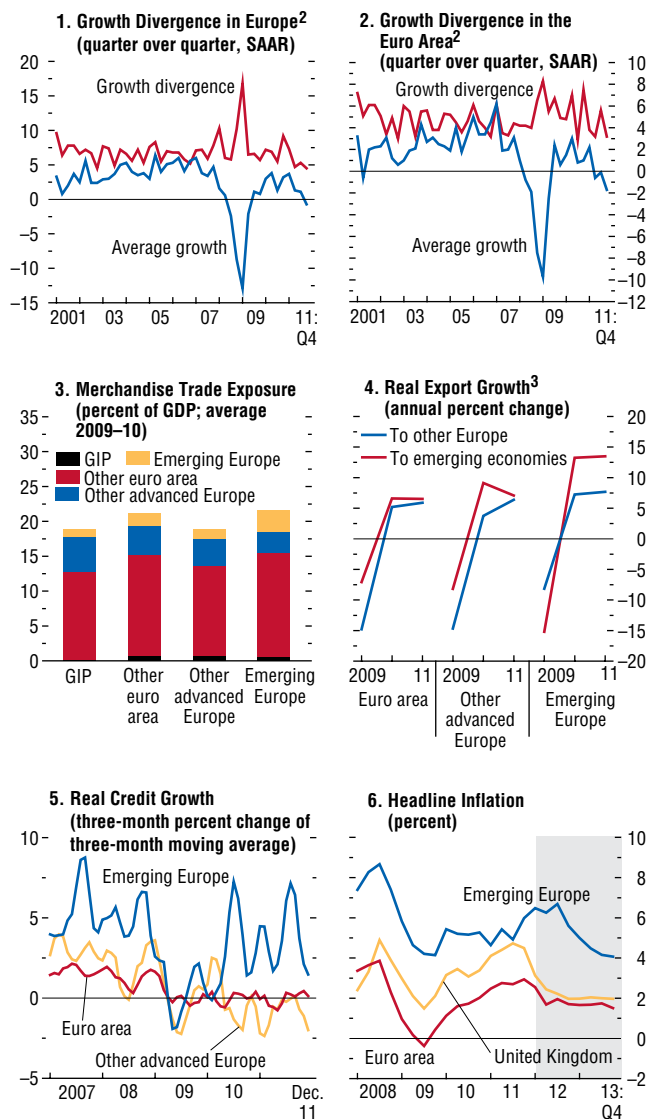 1. Growth Divergence in Europe2
(quarter over quarter, SAAR)
20
15
10
5
0
–5
–10
–15
Growth divergence
Average growth
2001 03 05 07 09 11:
Q4
2. Growth Divergence in the
Euro Area2
(quarter over quarter, SAAR)
10
8
6
4
2
0
–2
–4
–6
–8
–10
–12
Growth divergence
Average growth
2001 03 05 07 09 11:
Q4
3. Merchandise Trade Exposure
(percent of GDP; average
2009–10)
35
30
25
20
15
10
5
0
GIP Emerging Europe
Other euro area
Other advanced Europe
GIP
Other
euro
area
Other
advanced
Europe
Emerging
Europe
4. Real Export Growth3
(annual percent change)
To other Europe
To emerging economies
20
15
10
5
0
–5
–10
–15
–20
2009 11 2009 11 2009 11
Euro area
Other
advanced
Europe
Emerging
Europe
5. Real Credit Growth
(three-month percent change of
three-month moving average)
10
5
0
–5
Emerging Europe
Euro area
Other advanced Europe
2007 08 09 10 Dec.
11
6. Headline Inflation
(percent)
10
8
6
4
2
0
–2
Emerging Europe
Euro area
United Kingdom
2008 09 10 11 12 13:
Q4